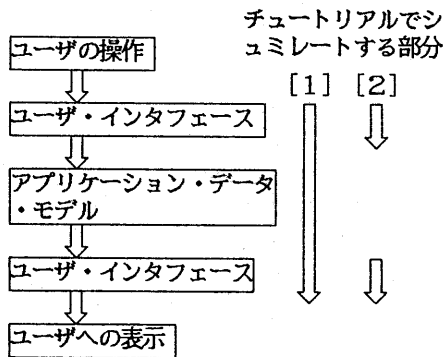 チュートリアルでシ
ュミレートする部分
[1] [2]
ユーザの操作
ユーザ・インタフェース
アプリケーション・データ
・モデル
ユーザ・インタフェース
ユーザへの表示